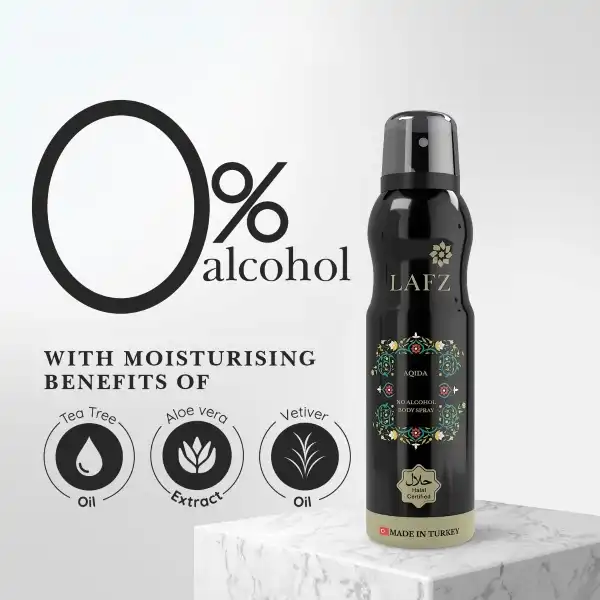 0%
alcohol
WITH MOISTURISING
BENEFITS OF
Tea Tree
Oil
Aloe vera
Extract
Vetiver
Oil
LAFZ
AQIDA
NO ALCOHOL
BODY SPRAY
حلال
Halal
Certified
MADE IN TURKEY